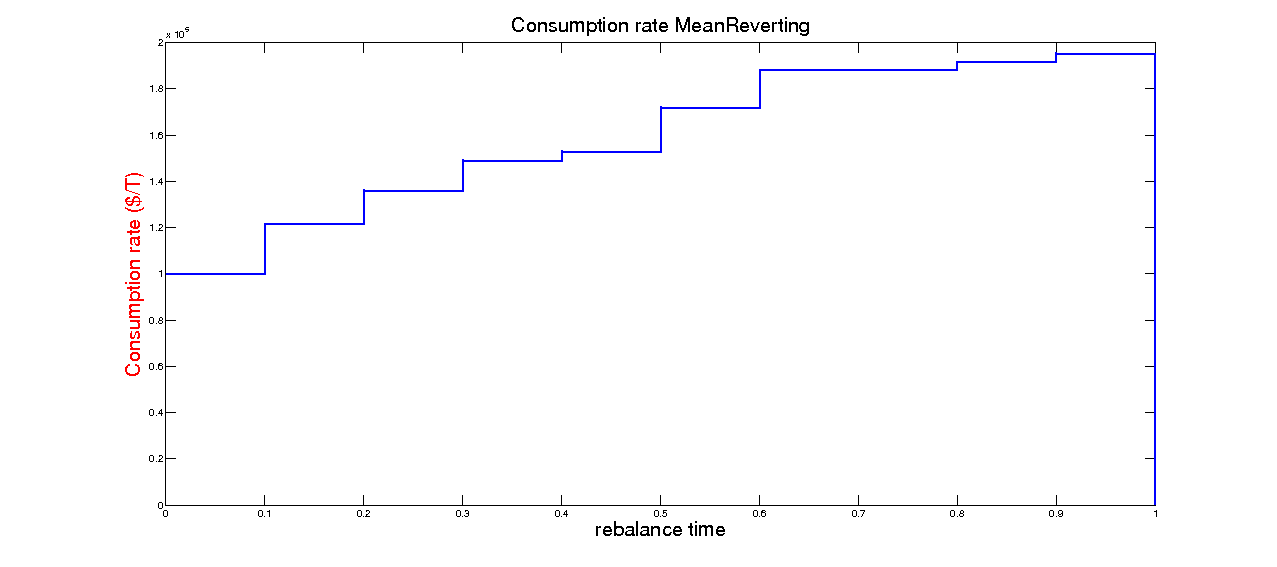 Consumption rate MeanReverting
x 10^5
2
1.8
1.6
1.4
1.2
1
0.8
0.6
0.4
0.2
0
Consumption rate ($/T)
0 0.1 0.2 0.3 0.4 0.5 0.6 0.7 0.8 0.9 1
rebalance time